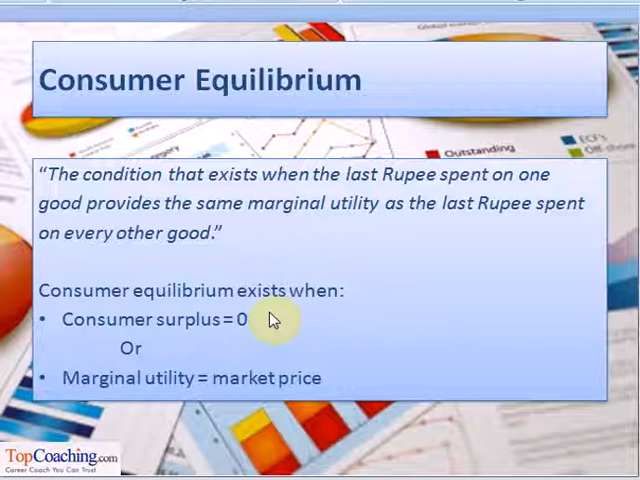 Consumer Equilibrium
Outstanding
ECF's
"The condition that exists when the last Rupee spent on one
good provides the same marginal utility as the last Rupee spent
on every other good."
Consumer equilibrium exists when:
• Consumer surplus = 0
Or
• Marginal utility = market price
TopCoaching.com
Career Coach You Can Trust